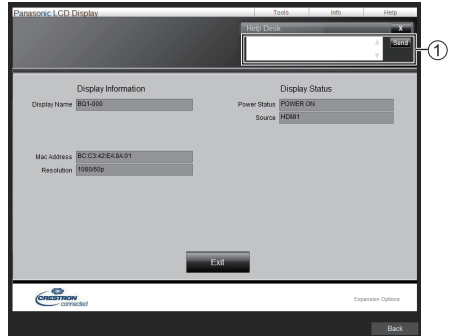 Panasonic LCD Display
Tools
Info
Help
Help Desk
X
Send
1
Display Information
Display Name BQ1-000
Mac Address BC:C3:42:EA:8A:01
Resolution 1080/60p
Display Status
Power Status POWER ON
Source HDMI1
Exit
CRESTRON
connected
Expansion Options
Back